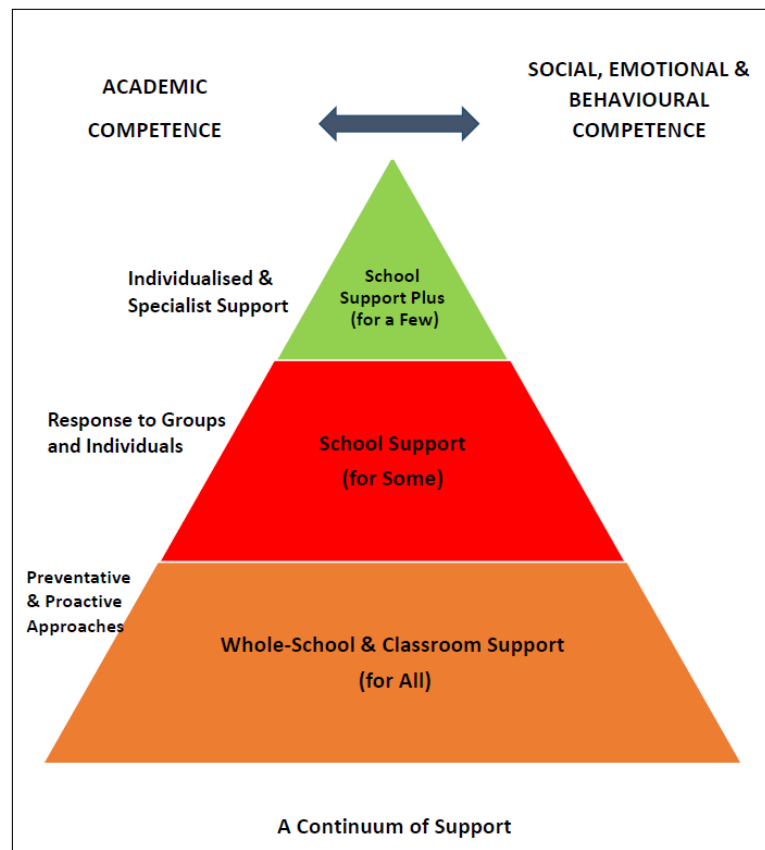 ACADEMIC
COMPETENCE
SOCIAL, EMOTIONAL &
BEHAVIOURAL
COMPETENCE
Individualised &
Specialist Support
School
Support Plus
(for a Few)
Response to Groups
and Individuals
School Support
(for Some)
Preventative
& Proactive
Approaches
Whole-School & Classroom Support
(for All)
A Continuum of Support